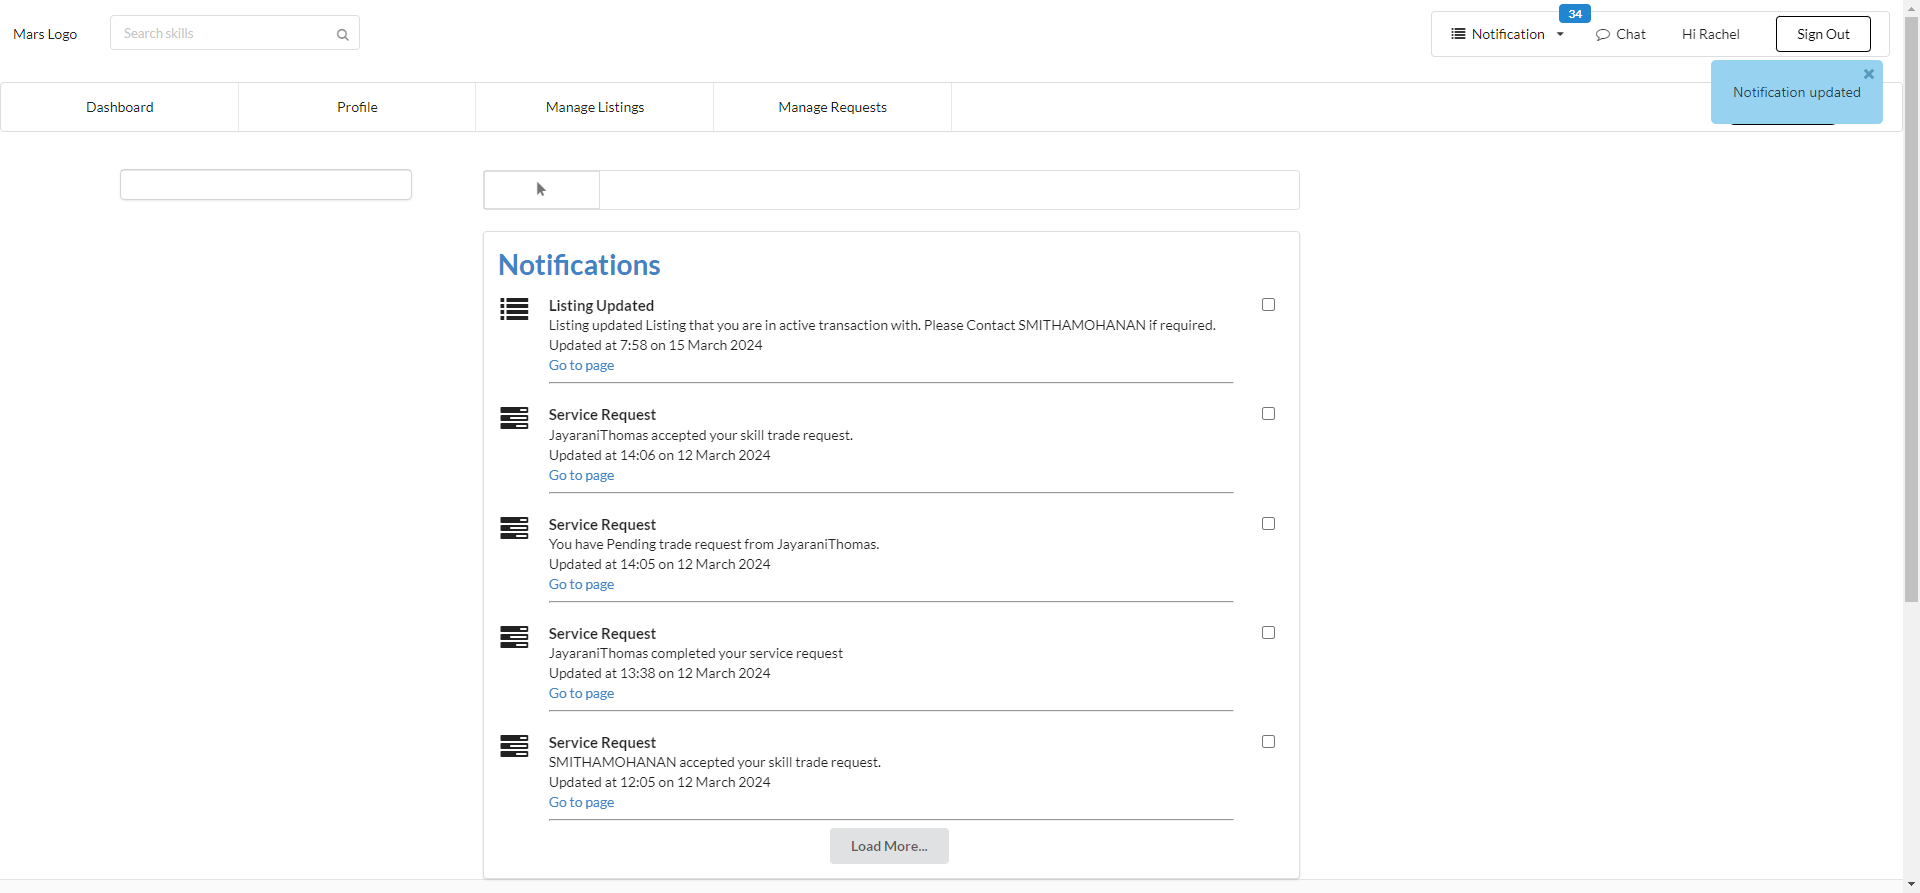 34
Mars Logo
Search skills
Notification
Chat
Hi Rachel
Sign Out
Notification updated
Dashboard
Profile
Manage Listings
Manage Requests
Notifications
Listing Updated
Listing updated Listing that you are in active transaction with. Please Contact SMITHAMOHANAN if required.
Updated at 7:58 on 15 March 2024
Go to page
Service Request
JayaraniThomas accepted your skill trade request.
Updated at 14:06 on 12 March 2024
Go to page
Service Request
You have Pending trade request from JayaraniThomas.
Updated at 14:05 on 12 March 2024
Go to page
Service Request
JayaraniThomas completed your service request
Updated at 13:38 on 12 March 2024
Go to page
Service Request
SMITHAMOHANAN accepted your skill trade request.
Updated at 12:05 on 12 March 2024
Go to page
Load More...